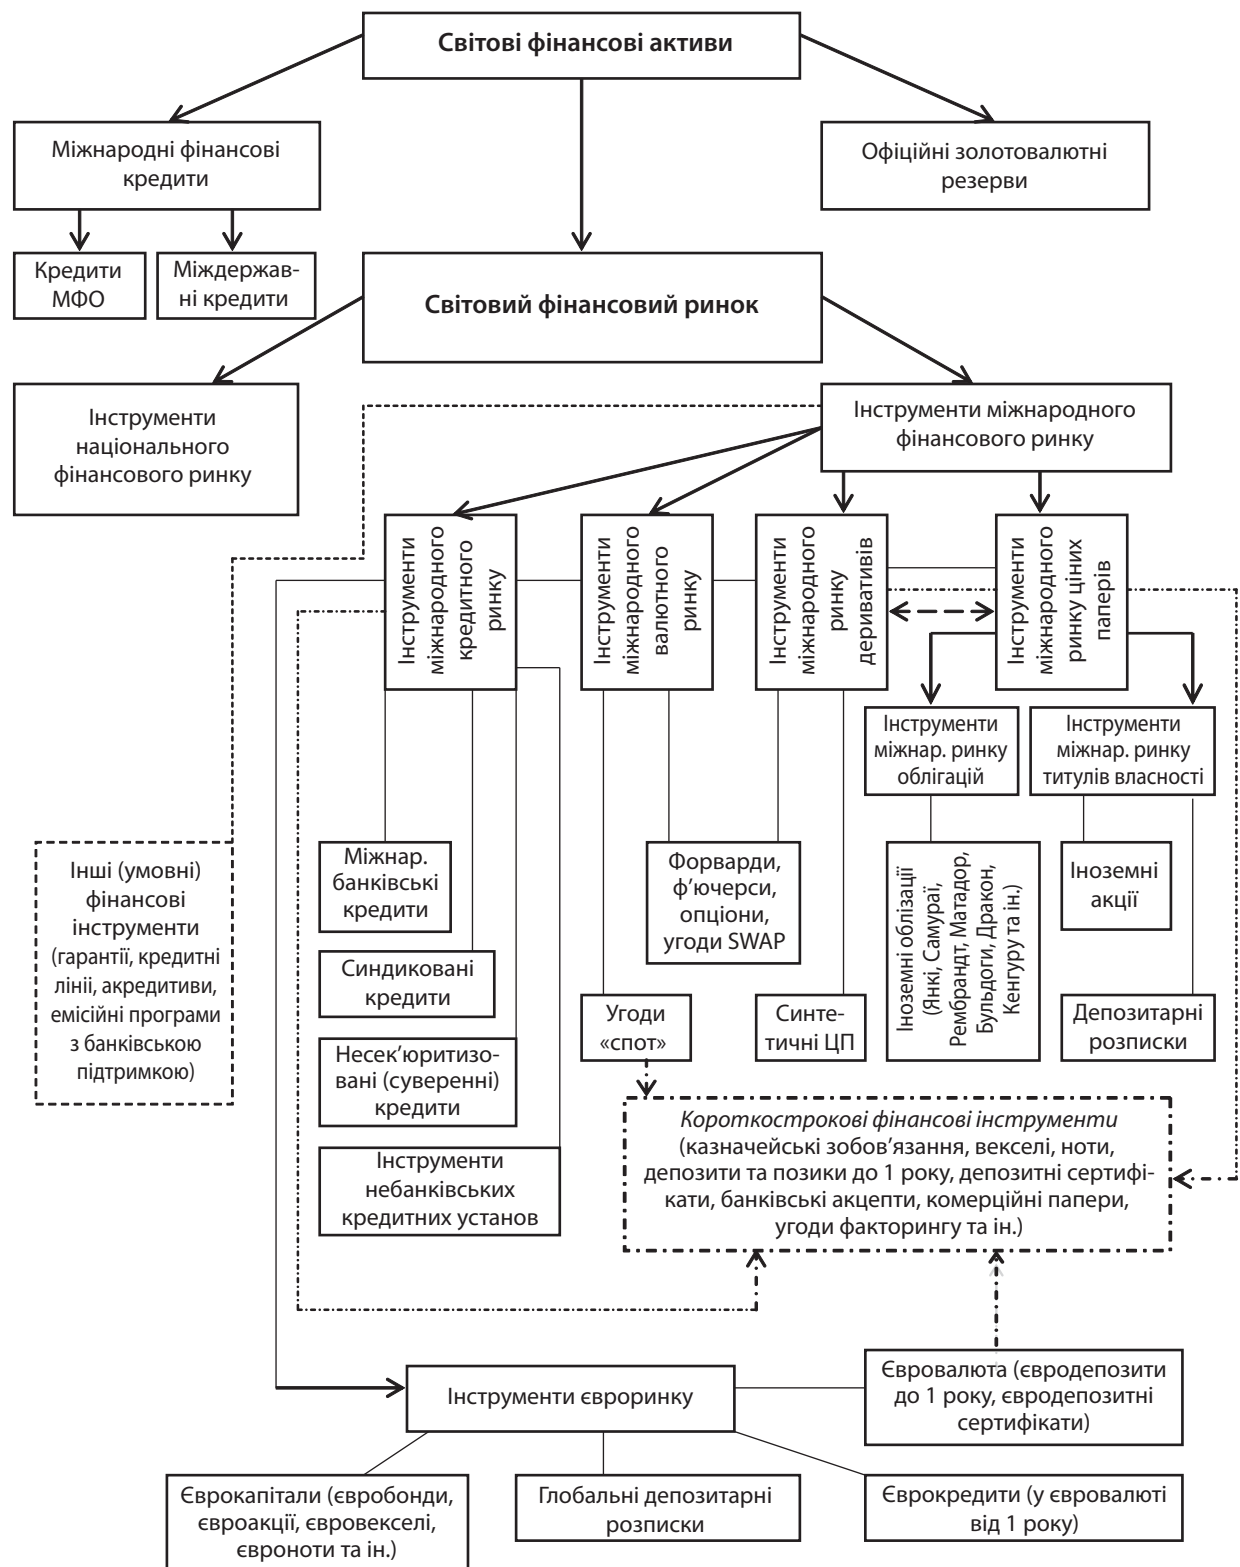 Світові фінансові активи
Міжнародні фінансові
кредити
Офіційні золотовалютні
резерви
Кредити
МФО
Міждержав-
ні кредити
Світовий фінансовий ринок
Інструменти
національного
фінансового ринку
Інструменти міжнародного
фінансового ринку
Інструменти
міжнародного
кредитного
ринку
Інструменти
міжнародного
валютного
ринку
Інструменти
міжнародного
ринку
деривативів
Інструменти
міжнародного
ринку цінних
паперів
Інструменти
міжнар. ринку
облігацій
Інструменти
міжнар. ринку
титулів власності
Інші (умовні)
фінансові
інструменти
(гарантії, кредитні
лінії, акредитиви,
емісійні програми
з банківською
підтримкою)
Міжнар.
банківські
кредити
Форварди,
ф'ючерси,
опціони,
угоди SWAP
Іноземні облізації
(Янкі, Самураї,
Рембрандт, Матадор,
Бульдоги, Дракон,
Кенгуру та ін.)
Іноземні
акції
Синдиковані
кредити
Угоди
«спот»
Синте-
тичні ЦП
Депозитарні
розписки
Несек'юритизо-
вані (суверенні)
кредити
Інструменти
небанківських
кредитних установ
Короткострокові фінансові інструменти
(казначейські зобов'язання, векселі, ноти,
депозити та позики до 1 року, депозитні сертифі-
кати, банківські акцепти, комерційні папери,
угоди факторингу та ін.)
Інструменти євроринку
Євровалюта (євродепозити
до 1 року, євродепозитні
сертифікати)
Єврокапітали (євробонди,
євроакції, євровекселі,
євроноти та ін.)
Глобальні депозитарні
розписки
Єврокредити (у євровалюті
від 1 року)